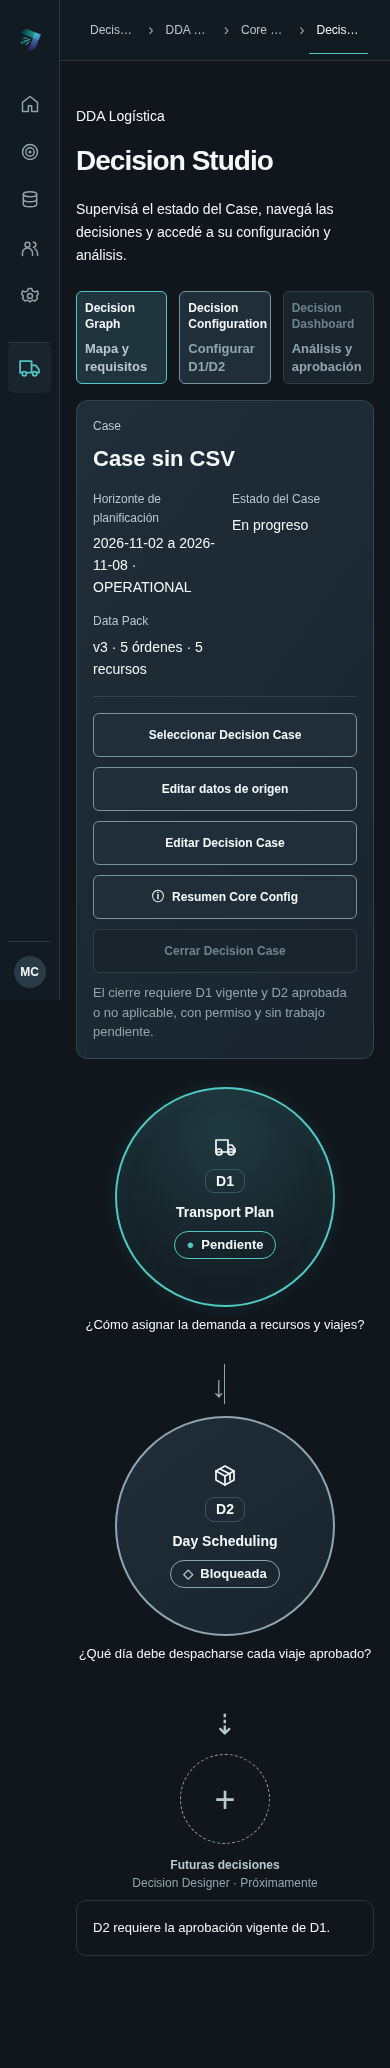 Decis… › DDA … › Core … › Decis…
DDA Logística
Decision Studio
Supervisá el estado del Case, navegá las
decisiones y accedé a su configuración y
análisis.
Decision
Graph
Mapa y
requisitos
Decision
Configuration
Configurar
D1/D2
Decision
Dashboard
Análisis y
aprobación
Case
Case sin CSV
Horizonte de
planificación
2026-11-02 a 2026-
11-08 ·
OPERATIONAL
Estado del Case
En progreso
Data Pack
v3 · 5 órdenes · 5
recursos
Seleccionar Decision Case
Editar datos de origen
Editar Decision Case
Resumen Core Config
Cerrar Decision Case
El cierre requiere D1 vigente y D2 aprobada
o no aplicable, con permiso y sin trabajo
pendiente.
MC
D1
Transport Plan
Pendiente
¿Cómo asignar la demanda a recursos y viajes?
D2
Day Scheduling
Bloqueada
¿Qué día debe despacharse cada viaje aprobado?
Futuras decisiones
Decision Designer · Próximamente
D2 requiere la aprobación vigente de D1.